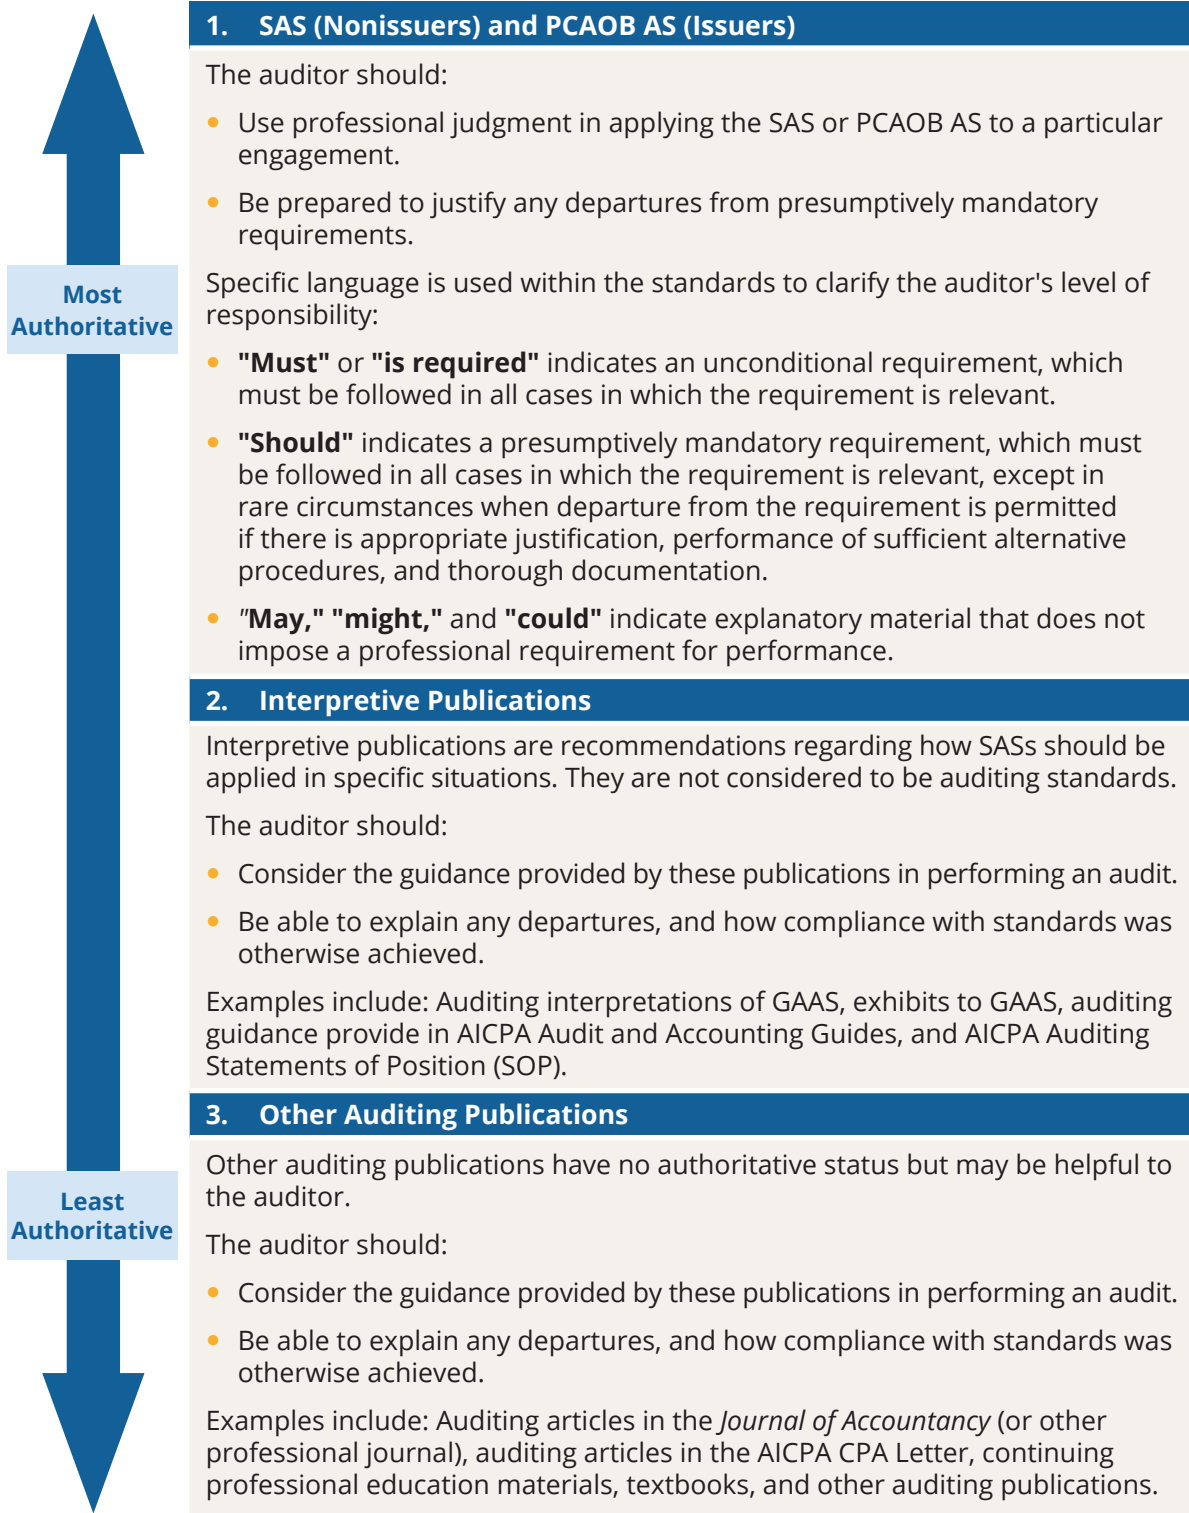 1. SAS (Nonissuers) and PCAOB AS (Issuers)
The auditor should:
• Use professional judgment in applying the SAS or PCAOB AS to a particular
engagement.
• Be prepared to justify any departures from presumptively mandatory
requirements.
Most
Authoritative
Specific language is used within the standards to clarify the auditor's level of
responsibility:
• "Must" or "is required" indicates an unconditional requirement, which
must be followed in all cases in which the requirement is relevant.
• "Should" indicates a presumptively mandatory requirement, which must
be followed in all cases in which the requirement is relevant, except in
rare circumstances when departure from the requirement is permitted
if there is appropriate justification, performance of sufficient alternative
procedures, and thorough documentation.
• "May," "might," and "could" indicate explanatory material that does not
impose a professional requirement for performance.
2. Interpretive Publications
Interpretive publications are recommendations regarding how SASs should be
applied in specific situations. They are not considered to be auditing standards.
The auditor should:
• Consider the guidance provided by these publications in performing an audit.
• Be able to explain any departures, and how compliance with standards was
otherwise achieved.
Examples include: Auditing interpretations of GAAS, exhibits to GAAS, auditing
guidance provide in AICPA Audit and Accounting Guides, and AICPA Auditing
Statements of Position (SOP).
3. Other Auditing Publications
Other auditing publications have no authoritative status but may be helpful to
the auditor.
Least
Authoritative
The auditor should:
• Consider the guidance provided by these publications in performing an audit.
• Be able to explain any departures, and how compliance with standards was
otherwise achieved.
Examples include: Auditing articles in the Journal of Accountancy (or other
professional journal), auditing articles in the AICPA CPA Letter, continuing
professional education materials, textbooks, and other auditing publications.